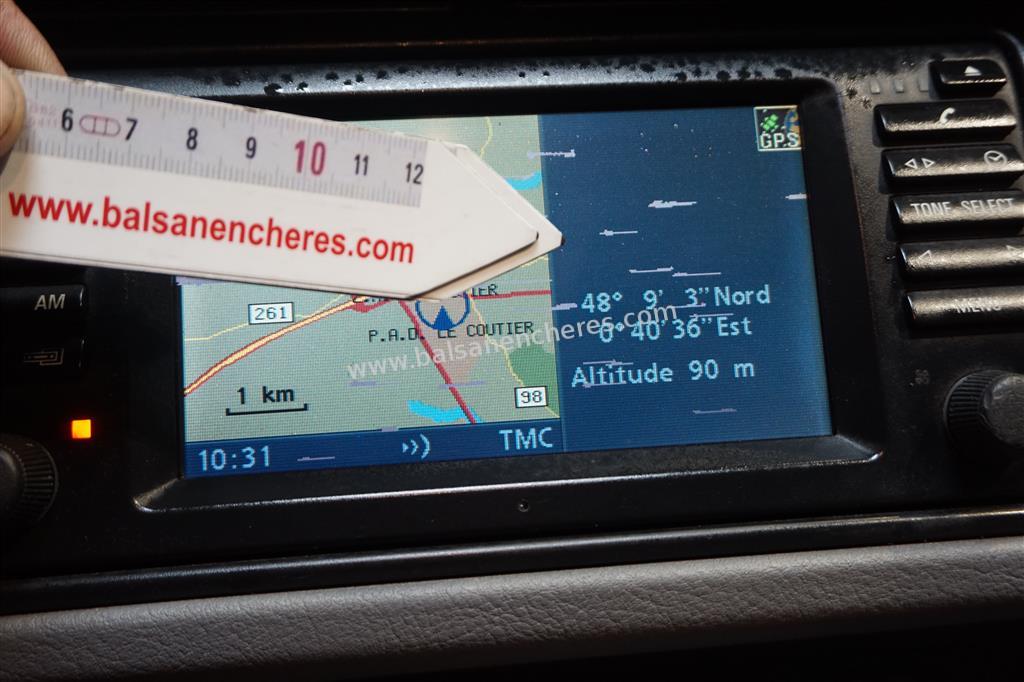 6 7 8 9 10 11 12
www.balsanencheres.com
GPS
TONE SELECT
MENU
AM
261
IER
P.A.D. LE COUTIER
48° 9' 3" Nord
0° 40' 36" Est
www.balsanencheres.com
Altitude 90 m
1 km
98
10:31
TMC